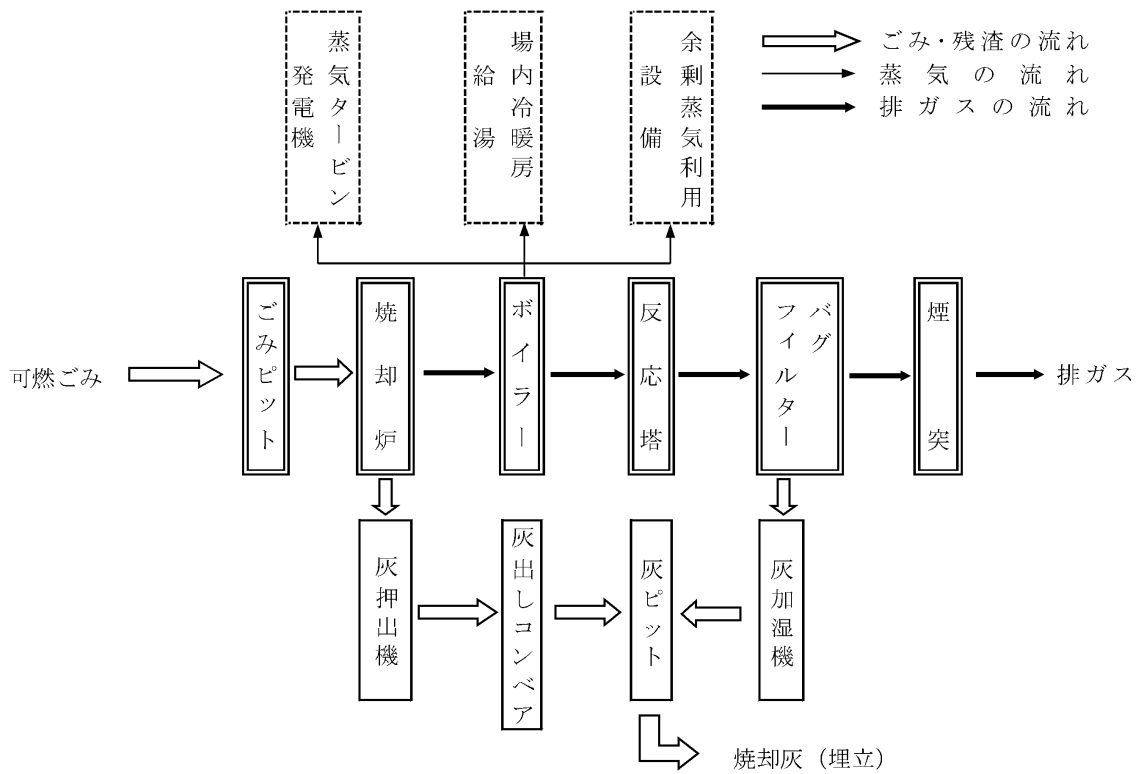 蒸気タービン
発電機
場内冷暖房
給湯
余剰蒸気利用
設備
ごみ・残渣の流れ
蒸気の流れ
排ガスの流れ
可燃ごみ
ごみピット
焼却炉
ボイラー
反応塔
バグ
フィルター
煙突
排ガス
灰押出機
灰出しコンベア
灰ピット
灰加湿機
焼却灰（埋立）